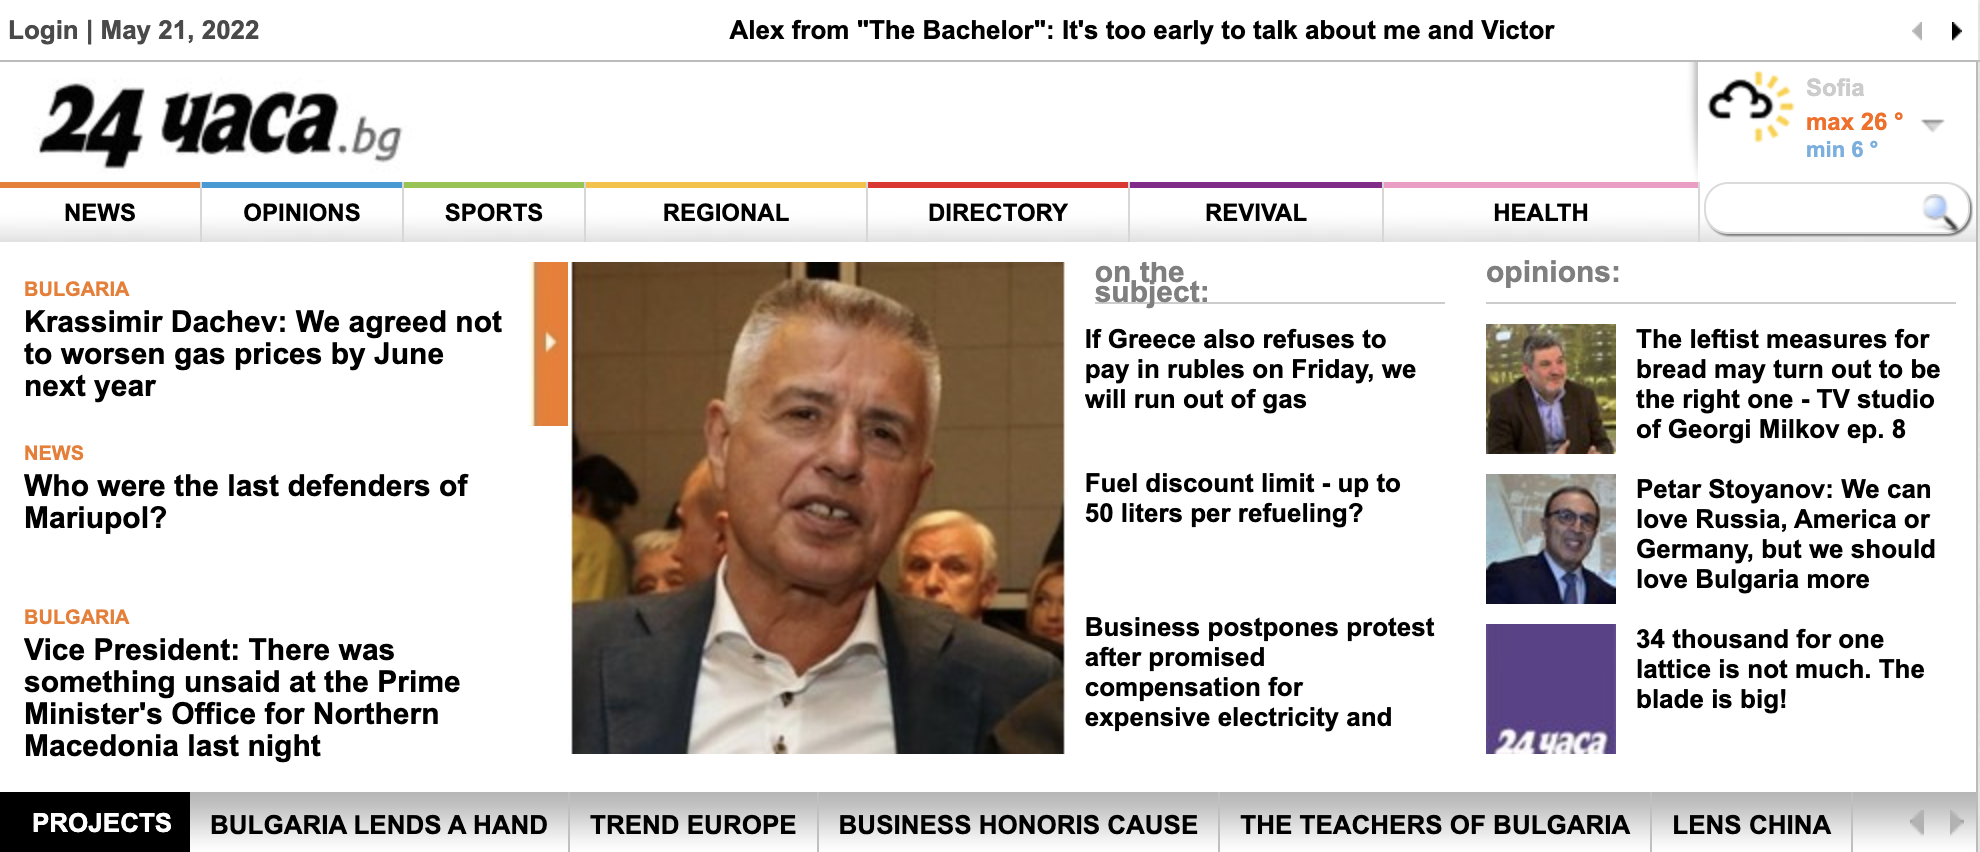 Login | May 21, 2022
Alex from "The Bachelor": It's too early to talk about me and Victor
24 часа.bg
Sofia
max 26 °
min 6 °
NEWS
OPINIONS
SPORTS
REGIONAL
DIRECTORY
REVIVAL
HEALTH
BULGARIA
Krassimir Dachev: We agreed not
to worsen gas prices by June
next year
NEWS
Who were the last defenders of
Mariupol?
BULGARIA
Vice President: There was
something unsaid at the Prime
Minister's Office for Northern
Macedonia last night
on the
subject:
If Greece also refuses to
pay in rubles on Friday, we
will run out of gas
Fuel discount limit - up to
50 liters per refueling?
Business postpones protest
after promised
compensation for
expensive electricity and
opinions:
The leftist measures for
bread may turn out to be
the right one - TV studio
of Georgi Milkov ep. 8
Petar Stoyanov: We can
love Russia, America or
Germany, but we should
love Bulgaria more
34 thousand for one
lattice is not much. The
blade is big!
24 часа
PROJECTS
BULGARIA LENDS A HAND
TREND EUROPE
BUSINESS HONORIS CAUSE
THE TEACHERS OF BULGARIA
LENS CHINA